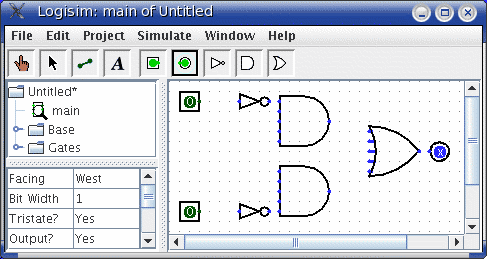 Logisim: main of Untitled
File Edit Project Simulate Window Help
A
Untitled*
main
Base
Gates
Facing West
Bit Width 1
Tristate? Yes
Output? Yes
0
x
0